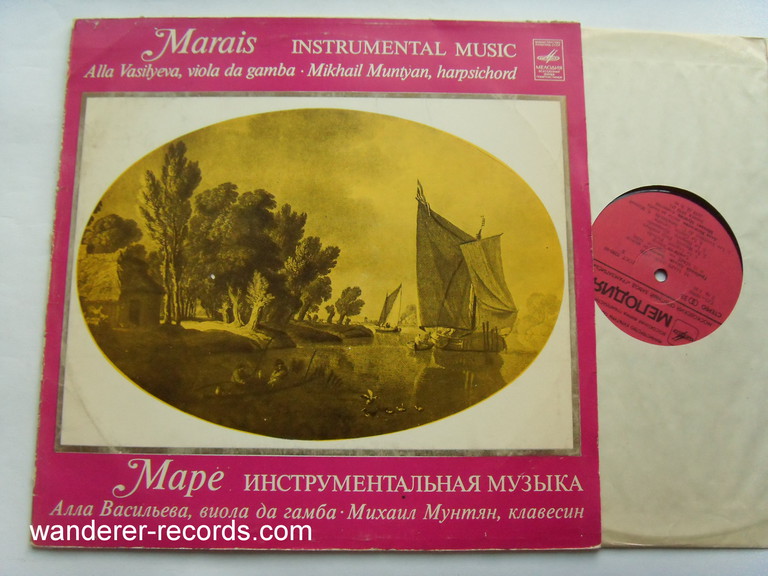 Marais INSTRUMENTAL MUSIC
Alla Vasilyeva, viola da gamba · Mikhail Muntyan, harpsichord
МЕЛОДИЯ
Маре ИНСТРУМЕНТАЛЬНАЯ МУЗЫКА
Алла Васильева, виола да гамба · Михаил Мунтян, клавесин
wanderer-records.com
МЕЛОДИЯ